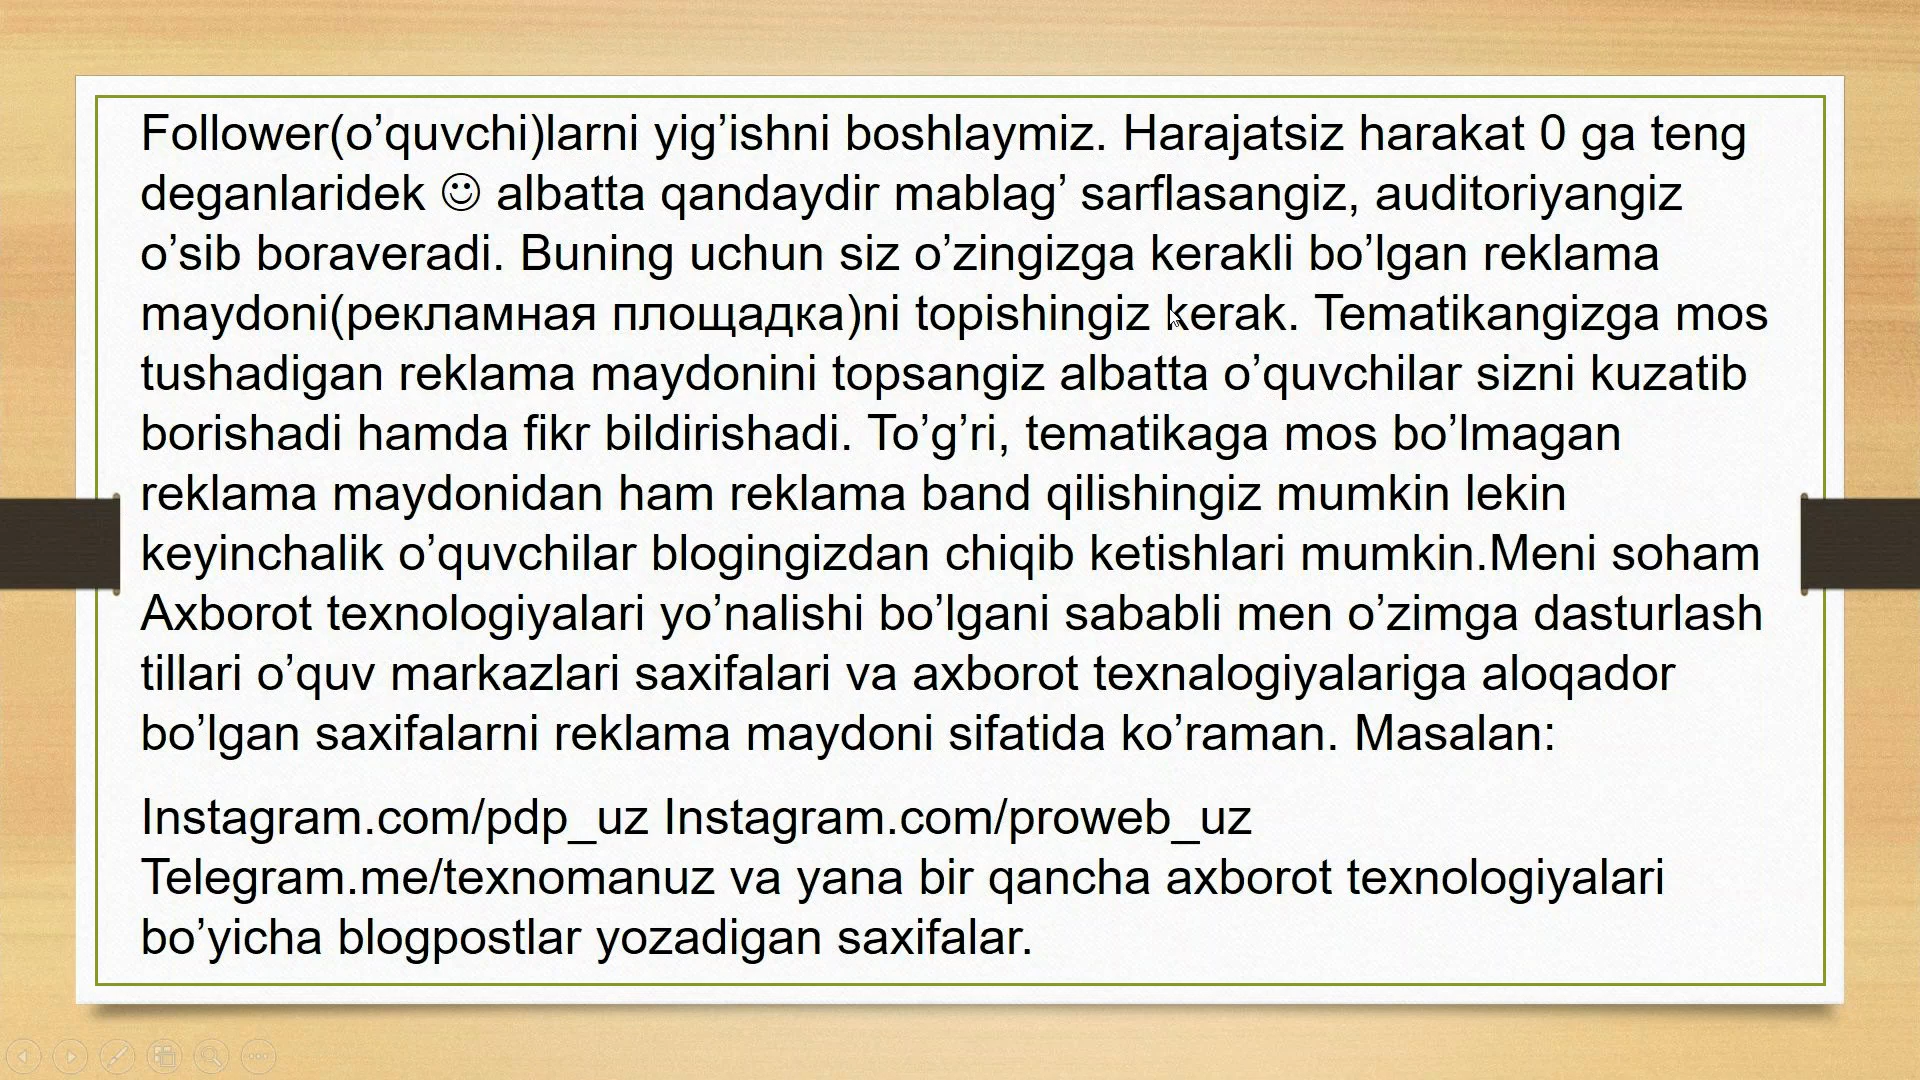 Follower(o’quvchi)larni yig’ishni boshlaymiz. Harajatsiz harakat 0 ga teng
deganlaridek ☺ albatta qandaydir mablag’ sarflasangiz, auditoriyangiz
o’sib boraveradi. Buning uchun siz o’zingizga kerakli bo’lgan reklama
maydoni(рекламная площадка)ni topishingiz kerak. Tematikangizga mos
tushadigan reklama maydonini topsangiz albatta o’quvchilar sizni kuzatib
borishadi hamda fikr bildirishadi. To’g’ri, tematikaga mos bo’lmagan
reklama maydonidan ham reklama band qilishingiz mumkin lekin
keyinchalik o’quvchilar blogingizdan chiqib ketishlari mumkin.Meni soham
Axborot texnologiyalari yo’nalishi bo’lgani sababli men o’zimga dasturlash
tillari o’quv markazlari saxifalari va axborot texnalogiyalariga aloqador
bo’lgan saxifalarni reklama maydoni sifatida ko’raman. Masalan:
Instagram.com/pdp_uz Instagram.com/proweb_uz
Telegram.me/texnomanuz va yana bir qancha axborot texnologiyalari
bo’yicha blogpostlar yozadigan saxifalar.